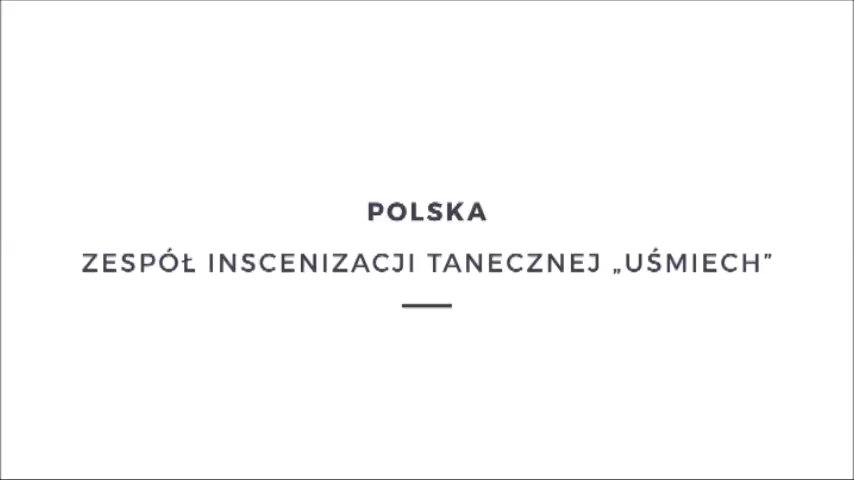 POLSKA
ZESPÓŁ INSCENIZACJI TANECZNEJ „UŚMIECH”